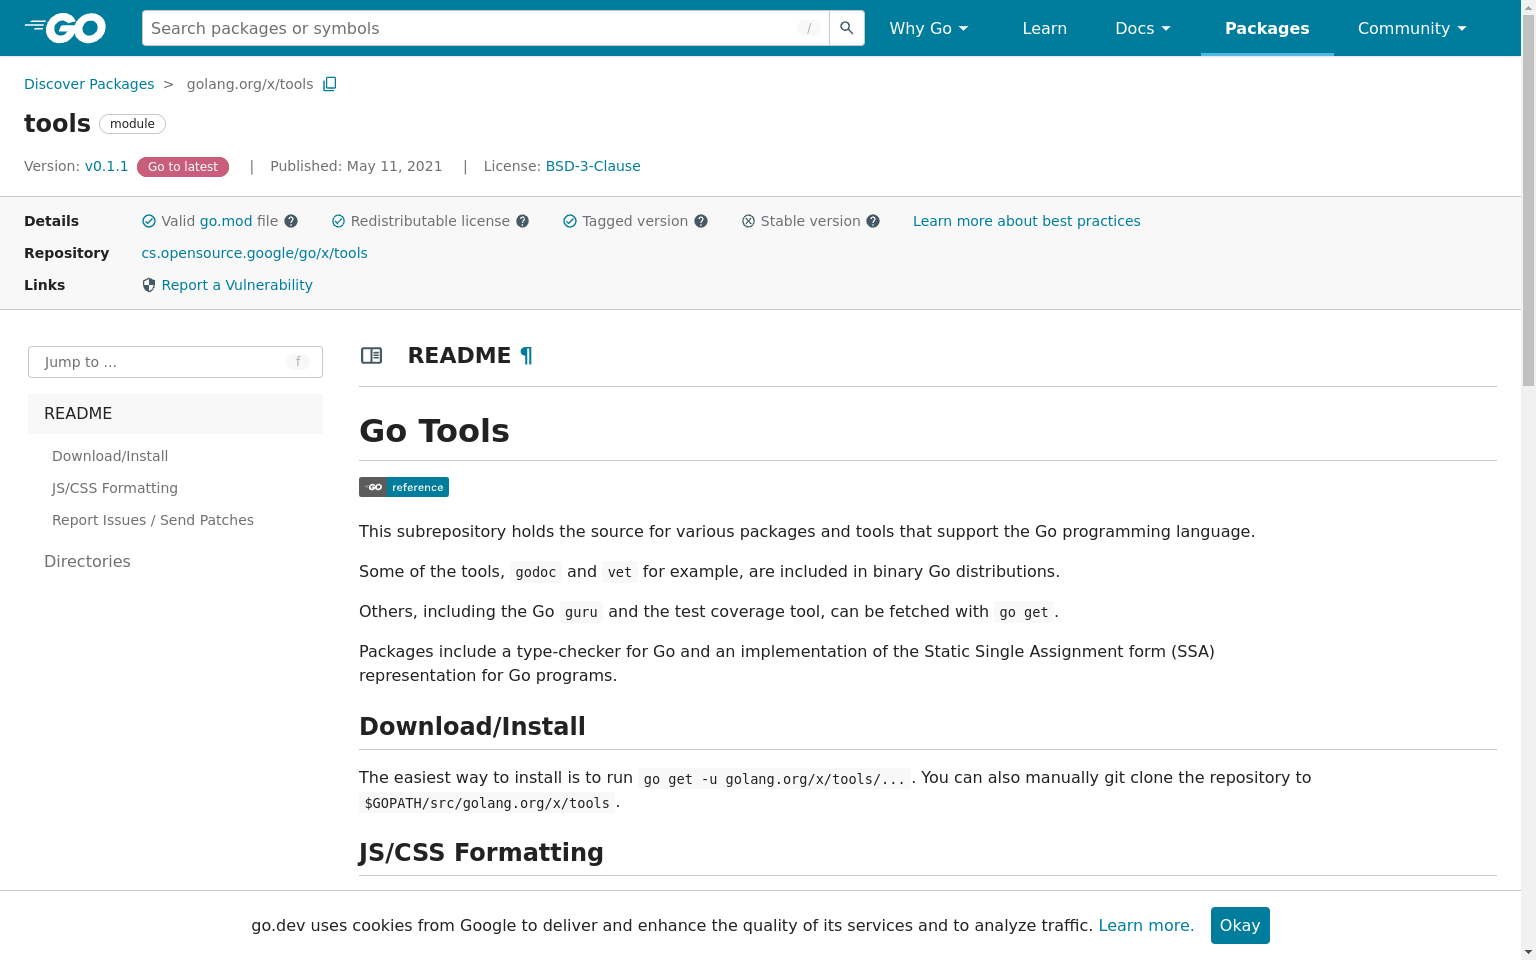 GO
Search packages or symbols /
Why Go
Learn
Docs
Packages
Community
Discover Packages > golang.org/x/tools
tools module
Version: v0.1.1 Go to latest | Published: May 11, 2021 | License: BSD-3-Clause
Details Valid go.mod file Redistributable license Tagged version Stable version Learn more about best practices
Repository cs.opensource.google/go/x/tools
Links Report a Vulnerability
Jump to ... f
README
Download/Install
JS/CSS Formatting
Report Issues / Send Patches
Directories
README ¶
Go Tools
GO reference
This subrepository holds the source for various packages and tools that support the Go programming language.
Some of the tools, godoc and vet for example, are included in binary Go distributions.
Others, including the Go guru and the test coverage tool, can be fetched with go get.
Packages include a type-checker for Go and an implementation of the Static Single Assignment form (SSA)
representation for Go programs.
Download/Install
The easiest way to install is to run go get -u golang.org/x/tools/.... You can also manually git clone the repository to
$GOPATH/src/golang.org/x/tools.
JS/CSS Formatting
go.dev uses cookies from Google to deliver and enhance the quality of its services and to analyze traffic. Learn more. Okay